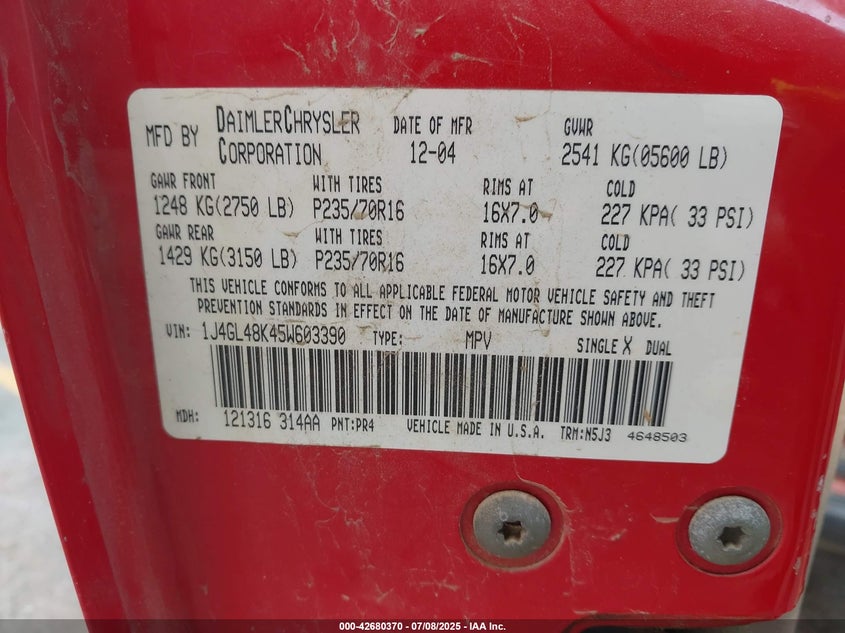 MFD BY DAIMLERCHRYSLER CORPORATION DATE OF MFR 12-04 GVWR 2541 KG(05600 LB)
GAWR FRONT WITH TIRES RIMS AT COLD
1248 KG(2750 LB) P235/70R16 16X7.0 227 KPA( 33 PSI)
GAWR REAR WITH TIRES RIMS AT COLD
1429 KG(3150 LB) P235/70R16 16X7.0 227 KPA( 33 PSI)
THIS VEHICLE CONFORMS TO ALL APPLICABLE FEDERAL MOTOR VEHICLE SAFETY AND THEFT
PREVENTION STANDARDS IN EFFECT ON THE DATE OF MANUFACTURE SHOWN ABOVE.
VIN: 1J4GL48K45W603390 TYPE: MPV SINGLE X DUAL
MDH: 121316 314AA PNT:PR4 VEHICLE MADE IN U.S.A. TRM:N5J3 4648503
000-42680370 - 07/08/2025 - IAA Inc.